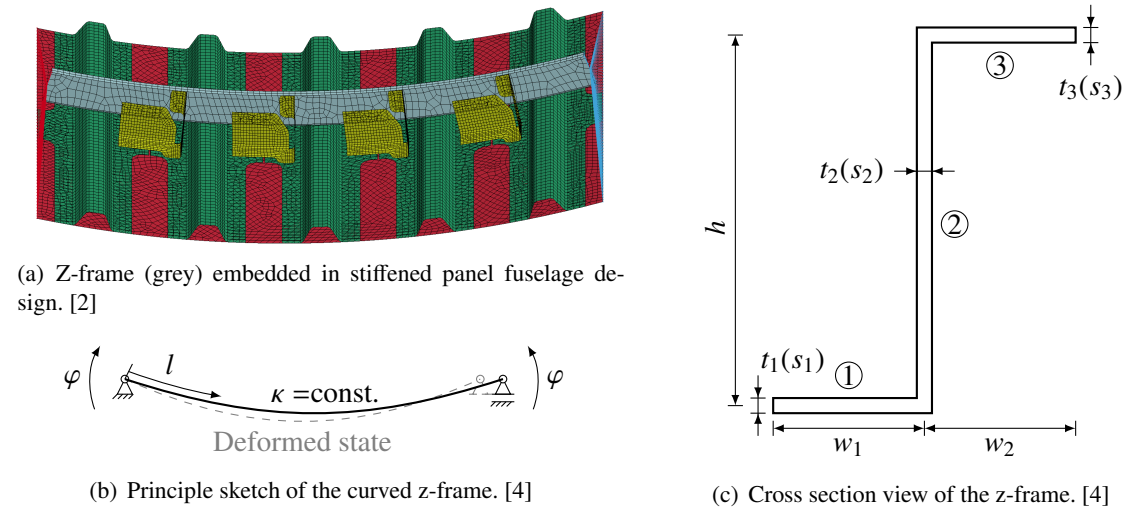 (a) Z-frame (grey) embedded in stiffened panel fuselage de-
sign. [2]
φ
l
κ =const.
φ
Deformed state
(b) Principle sketch of the curved z-frame. [4]
③
t₃(s₃)
t₂(s₂)
h
②
t₁(s₁)
①
w₁
w₂
(c) Cross section view of the z-frame. [4]